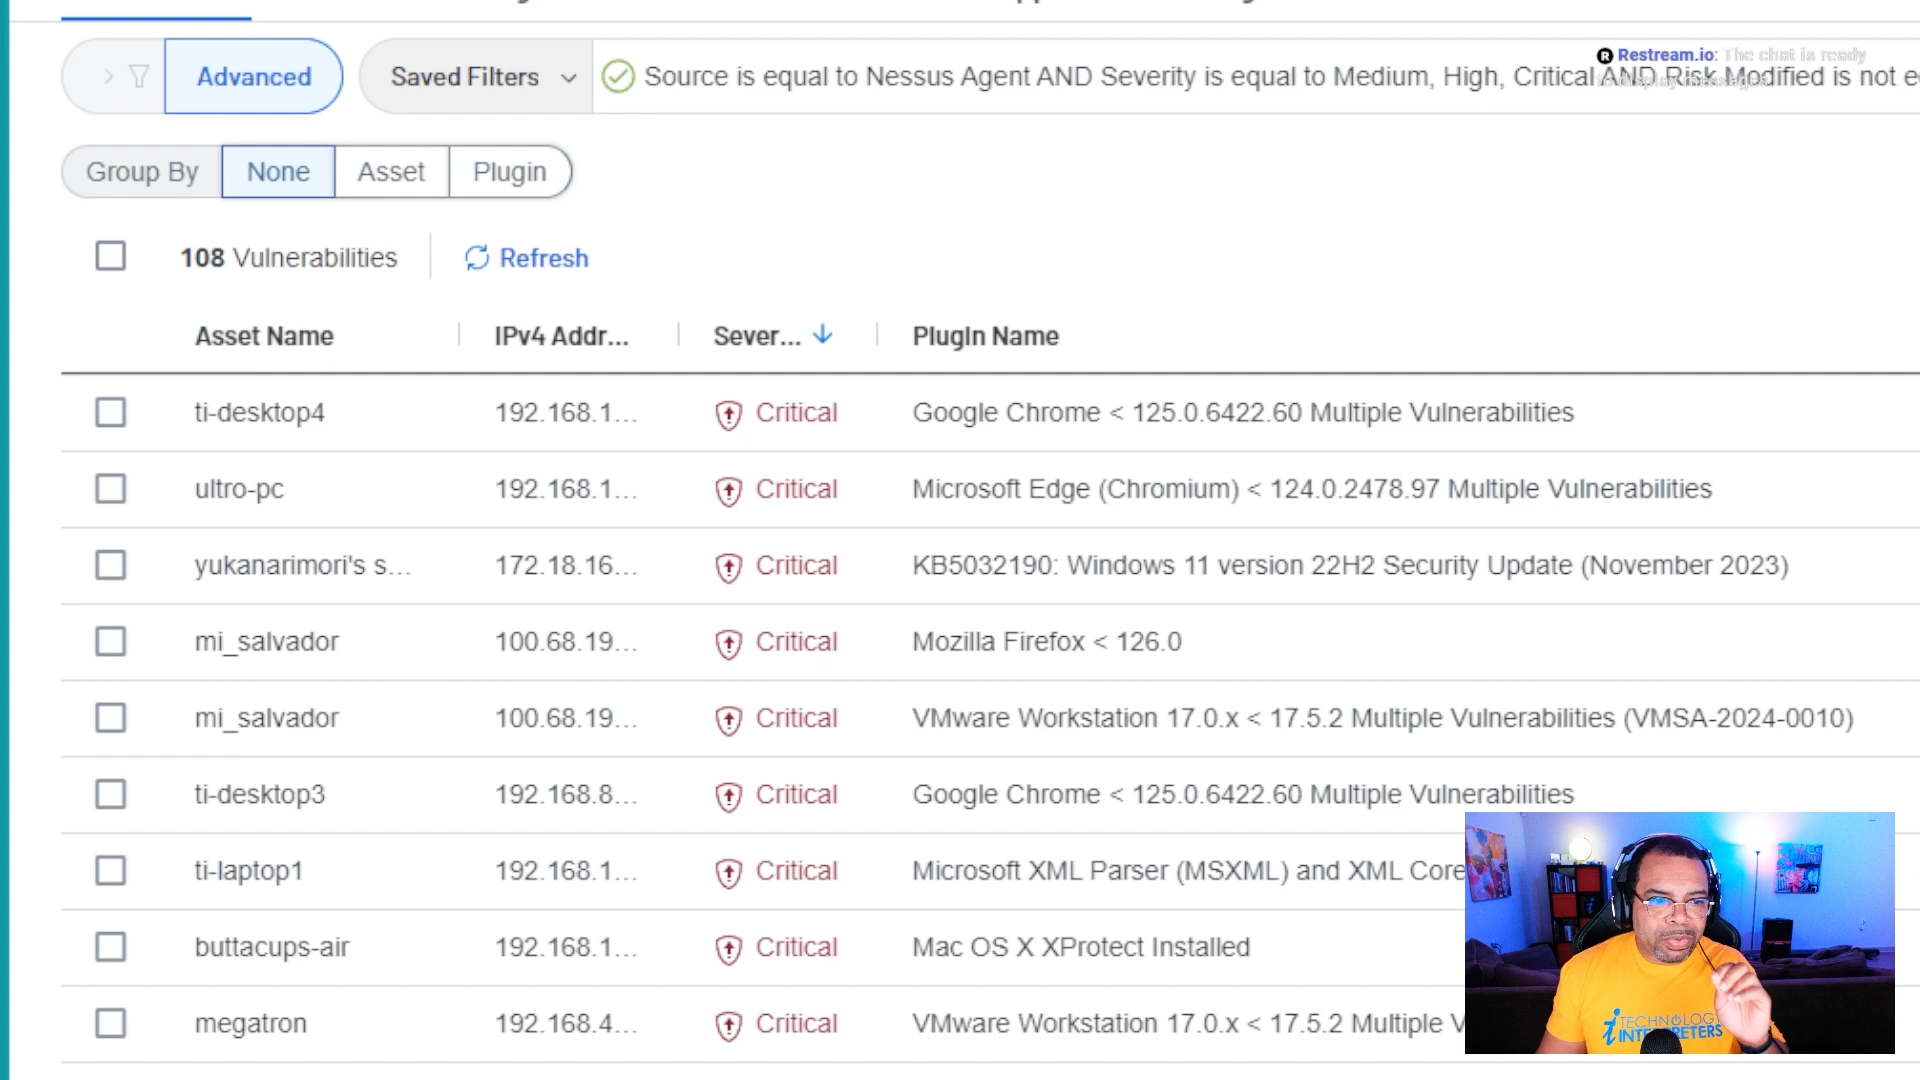 Advanced
Saved Filters
Source is equal to Nessus Agent AND Severity is equal to Medium, High, Critical AND Risk Modified is not e
Restream.io: The chat is ready
Group By None Asset Plugin
108 Vulnerabilities Refresh
Asset Name IPv4 Addr... Sever... PlugIn Name
ti-desktop4 192.168.1... Critical Google Chrome < 125.0.6422.60 Multiple Vulnerabilities
ultro-pc 192.168.1... Critical Microsoft Edge (Chromium) < 124.0.2478.97 Multiple Vulnerabilities
yukanarimori's s... 172.18.16... Critical KB5032190: Windows 11 version 22H2 Security Update (November 2023)
mi_salvador 100.68.19... Critical Mozilla Firefox < 126.0
mi_salvador 100.68.19... Critical VMware Workstation 17.0.x < 17.5.2 Multiple Vulnerabilities (VMSA-2024-0010)
ti-desktop3 192.168.8... Critical Google Chrome < 125.0.6422.60 Multiple Vulnerabilities
ti-laptop1 192.168.1... Critical Microsoft XML Parser (MSXML) and XML Core
buttacups-air 192.168.1... Critical Mac OS X XProtect Installed
megatron 192.168.4... Critical VMware Workstation 17.0.x < 17.5.2 Multiple V
TECHNOLOGY
INTERPRETERS